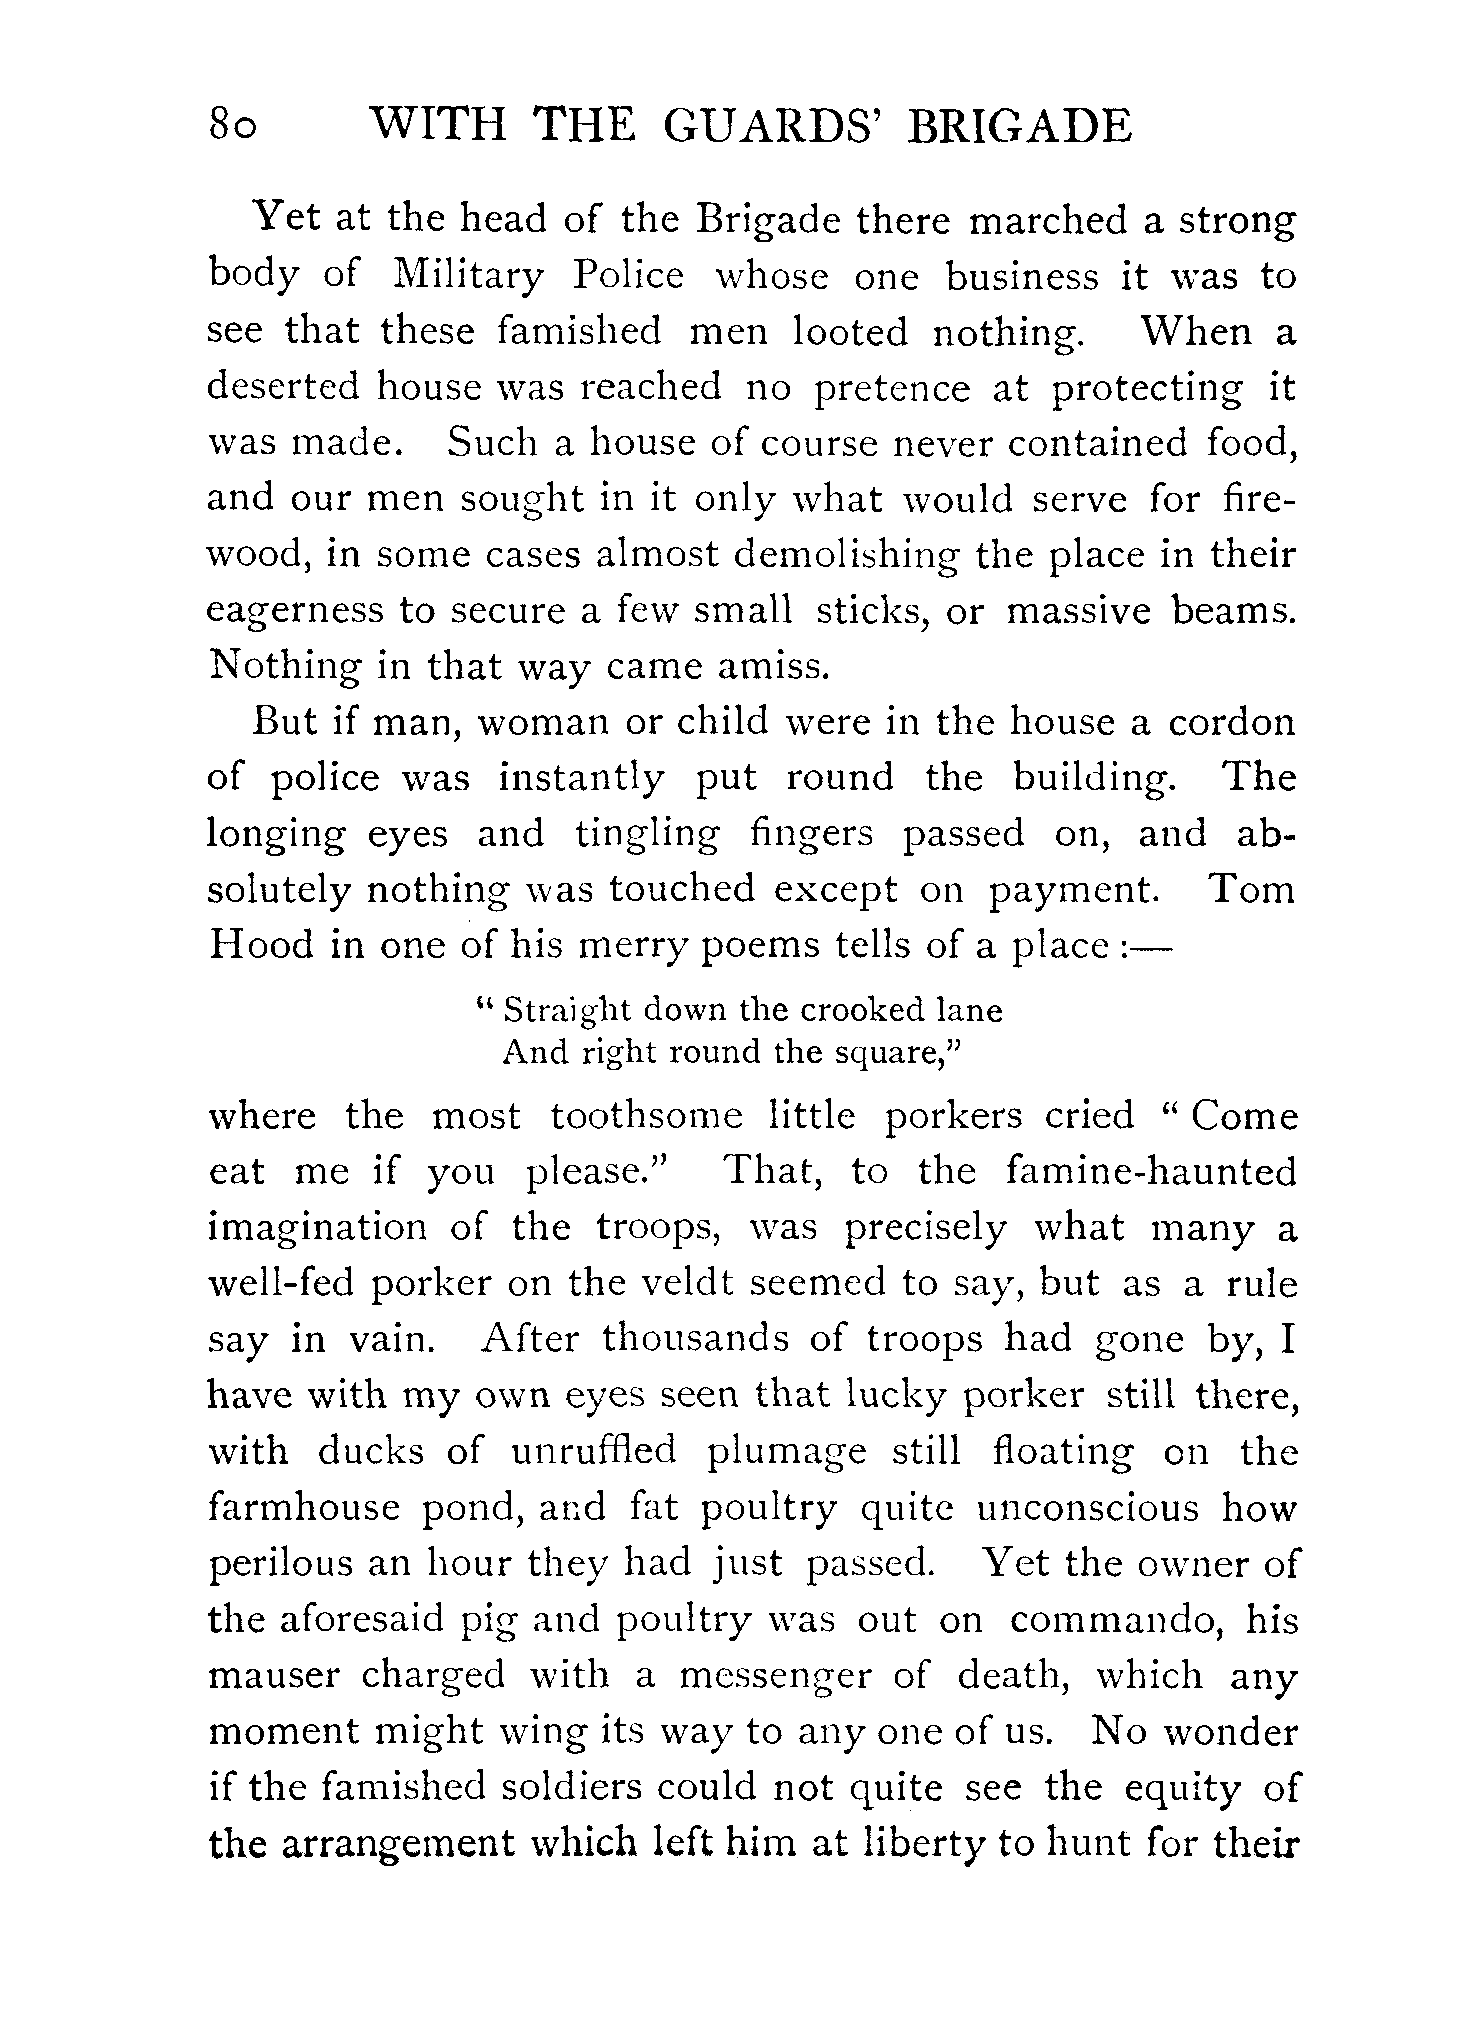 80 WITH THE GUARDS' BRIGADE
Yet at the head of the Brigade there marched a strong
body of Military Police whose one business it was to
see that these famished men looted nothing. When a
deserted house was reached no pretence at protecting it
was made. Such a house of course never contained food,
and our men sought in it only what would serve for fire-
wood, in some cases almost demolishing the place in their
eagerness to secure a few small sticks, or massive beams.
Nothing in that way came amiss.
But if man, woman or child were in the house a cordon
of police was instantly put round the building. The
longing eyes and tingling fingers passed on, and ab-
solutely nothing was touched except on payment. Tom
Hood in one of his merry poems tells of a place :—
“ Straight down the crooked lane
And right round the square,”
where the most toothsome little porkers cried “ Come
eat me if you please.” That, to the famine-haunted
imagination of the troops, was precisely what many a
well-fed porker on the veldt seemed to say, but as a rule
say in vain. After thousands of troops had gone by, I
have with my own eyes seen that lucky porker still there,
with ducks of unruffled plumage still floating on the
farmhouse pond, and fat poultry quite unconscious how
perilous an hour they had just passed. Yet the owner of
the aforesaid pig and poultry was out on commando, his
mauser charged with a messenger of death, which any
moment might wing its way to any one of us. No wonder
if the famished soldiers could not quite see the equity of
the arrangement which left him at liberty to hunt for their